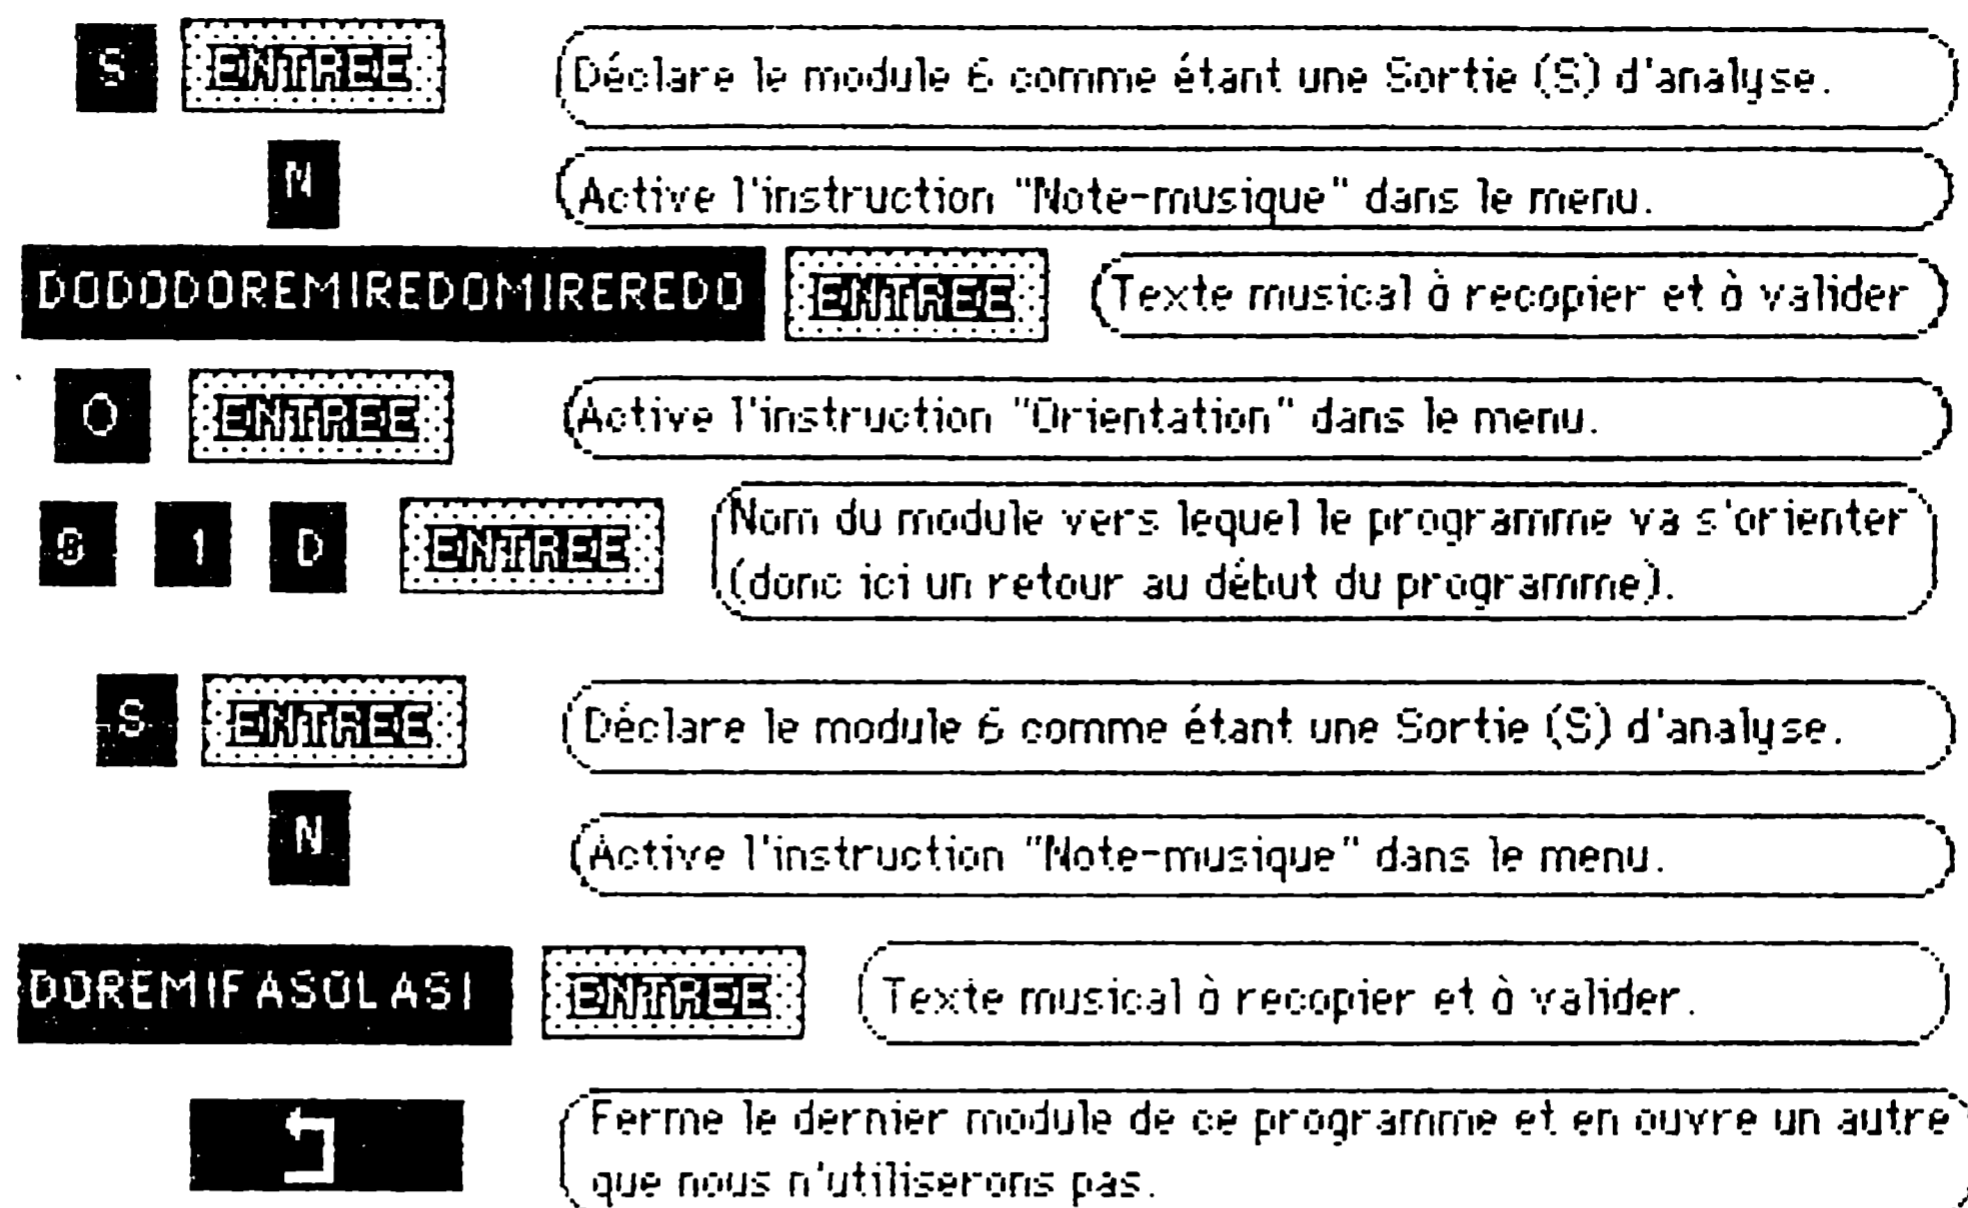 S ENTREE Déclare le module 6 comme étant une Sortie (S) d'analyse.
N Active l'instruction "Note-musique" dans le menu.
DODODOREMIREDOMIREREDO ENTREE Texte musical à recopier et à valider
O ENTREE Active l'instruction "Orientation" dans le menu.
0 1 D ENTREE Nom du module vers lequel le programme va s'orienter
(donc ici un retour au début du programme).
S ENTREE Déclare le module 6 comme étant une Sortie (S) d'analyse.
N Active l'instruction "Note-musique" dans le menu.
DOREMIFASOLASI ENTREE Texte musical à recopier et à valider.
Ferme le dernier module de ce programme et en ouvre un autre
que nous n'utiliserons pas.